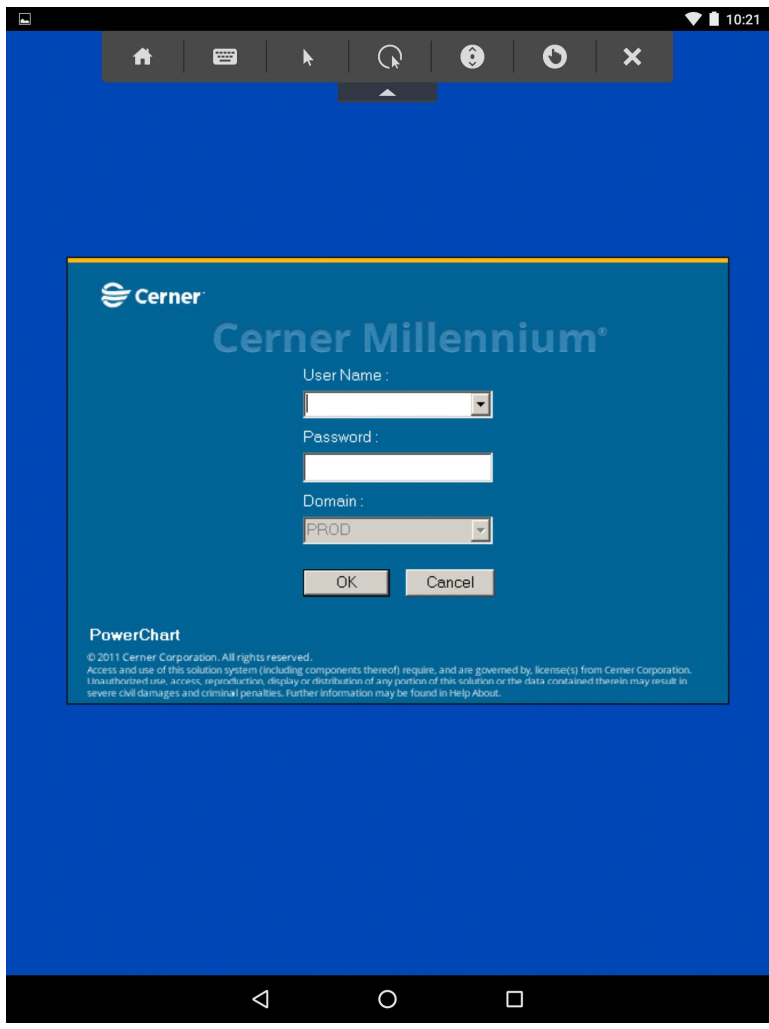 10:21
Cerner
Cerner Millennium®
User Name :
Password :
Domain :
PROD
OK Cancel
PowerChart
© 2011 Cerner Corporation. All rights reserved.
Access and use of this solution system (including components thereof) require, and are governed by, license(s) from Cerner Corporation.
Unauthorized use, access, reproduction, display or distribution of any portion of this solution or the data contained therein may result in
severe civil damages and criminal penalties. Further information may be found in Help About.